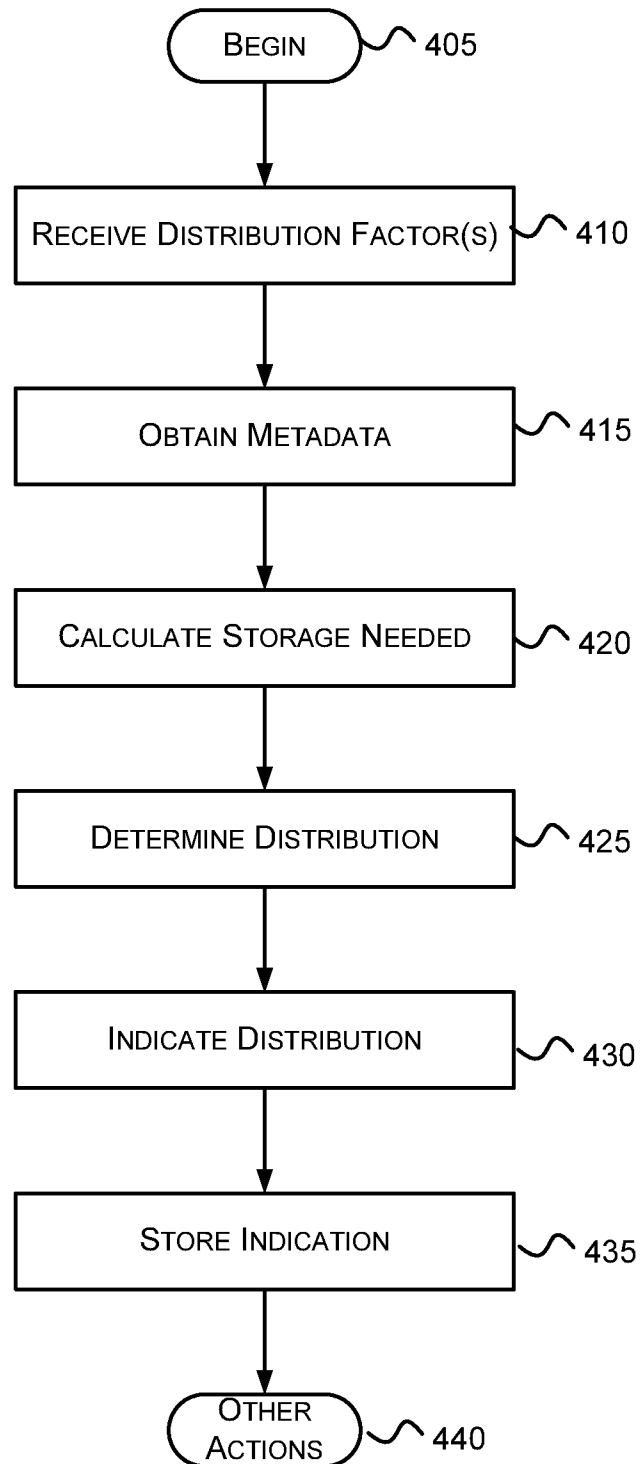 BEGIN
405
RECEIVE DISTRIBUTION FACTOR(S)
410
OBTAIN METADATA
415
CALCULATE STORAGE NEEDED
420
DETERMINE DISTRIBUTION
425
INDICATE DISTRIBUTION
430
STORE INDICATION
435
OTHER
ACTIONS
440